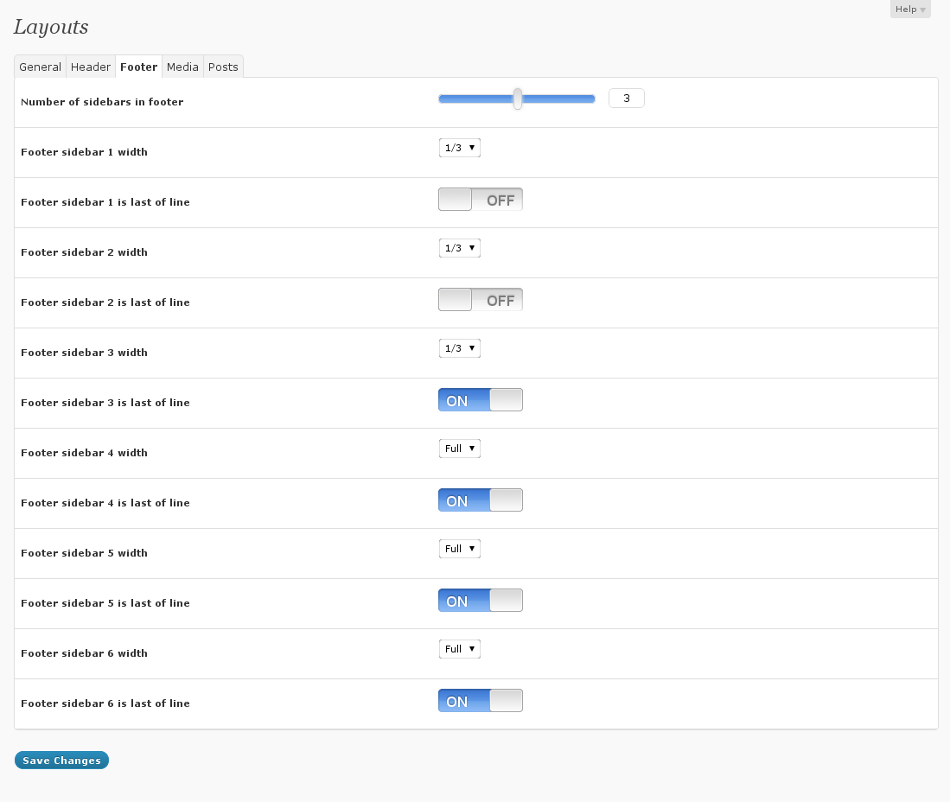 Help
Layouts
General Header Footer Media Posts
Number of sidebars in footer 3
Footer sidebar 1 width 1/3
Footer sidebar 1 is last of line OFF
Footer sidebar 2 width 1/3
Footer sidebar 2 is last of line OFF
Footer sidebar 3 width 1/3
Footer sidebar 3 is last of line ON
Footer sidebar 4 width Full
Footer sidebar 4 is last of line ON
Footer sidebar 5 width Full
Footer sidebar 5 is last of line ON
Footer sidebar 6 width Full
Footer sidebar 6 is last of line ON
Save Changes